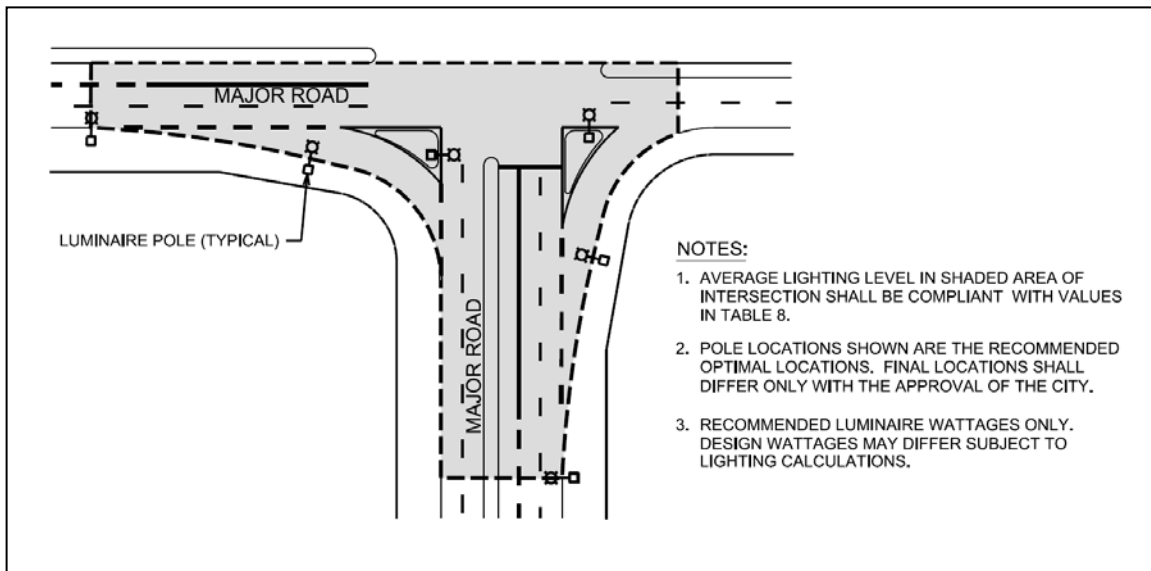 MAJOR ROAD
LUMINAIRE POLE (TYPICAL)
MAJOR ROAD
NOTES:
1. AVERAGE LIGHTING LEVEL IN SHADED AREA OF
INTERSECTION SHALL BE COMPLIANT WITH VALUES
IN TABLE 8.
2. POLE LOCATIONS SHOWN ARE THE RECOMMENDED
OPTIMAL LOCATIONS. FINAL LOCATIONS SHALL
DIFFER ONLY WITH THE APPROVAL OF THE CITY.
3. RECOMMENDED LUMINAIRE WATTAGES ONLY.
DESIGN WATTAGES MAY DIFFER SUBJECT TO
LIGHTING CALCULATIONS.